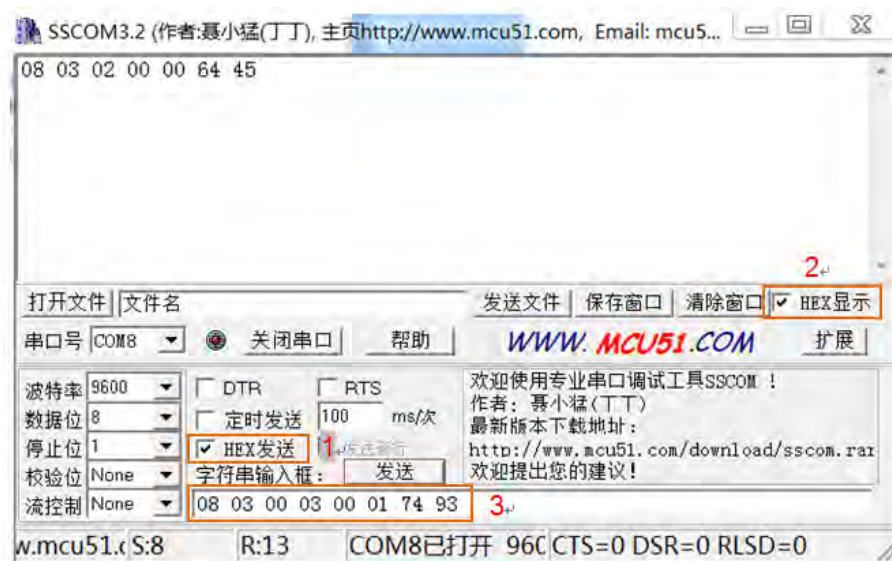 SSCOM3.2 (作者:聂小猛(丁丁), 主页http://www.mcu51.com, Email: mcu5...
08 03 02 00 00 64 45
2
打开文件 文件名 发送文件 保存窗口 清除窗口 HEX显示
串口号 COM8 关闭串口 帮助 WWW. MCU51.COM 扩展
波特率 9600 DTR RTS
数据位 8 定时发送 100 ms/次
停止位 1 HEX发送 1
校验位 None 字符串输入框: 发送
流控制 None 08 03 00 03 00 01 74 93 3
欢迎使用专业串口调试工具SSCOM !
作者: 聂小猛(丁丁)
最新版本下载地址:
http://www.mcu51.com/download/sscom.rar
欢迎提出您的建议!
w.mcu51.c S:8 R:13 COM8已打开 960 CTS=0 DSR=0 RLSD=0